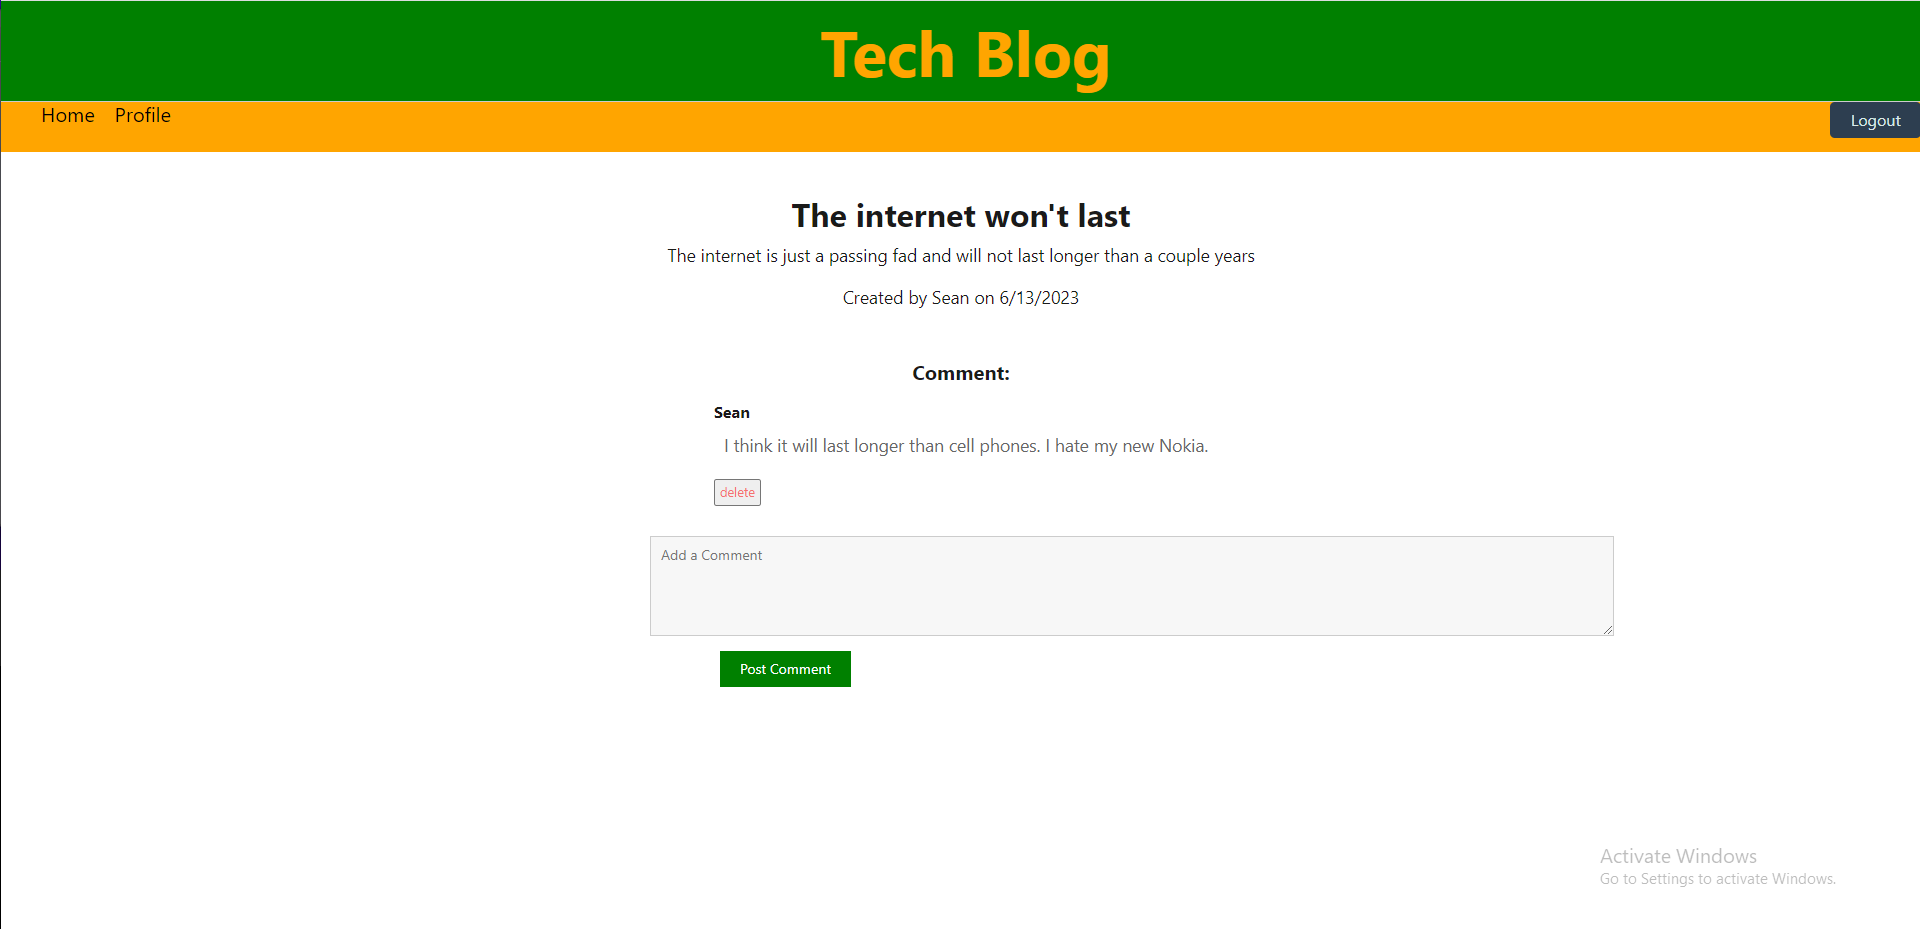 Tech Blog
Home Profile Logout
The internet won't last
The internet is just a passing fad and will not last longer than a couple years
Created by Sean on 6/13/2023
Comment:
Sean
I think it will last longer than cell phones. I hate my new Nokia.
delete
Add a Comment
Post Comment
Activate Windows
Go to Settings to activate Windows.